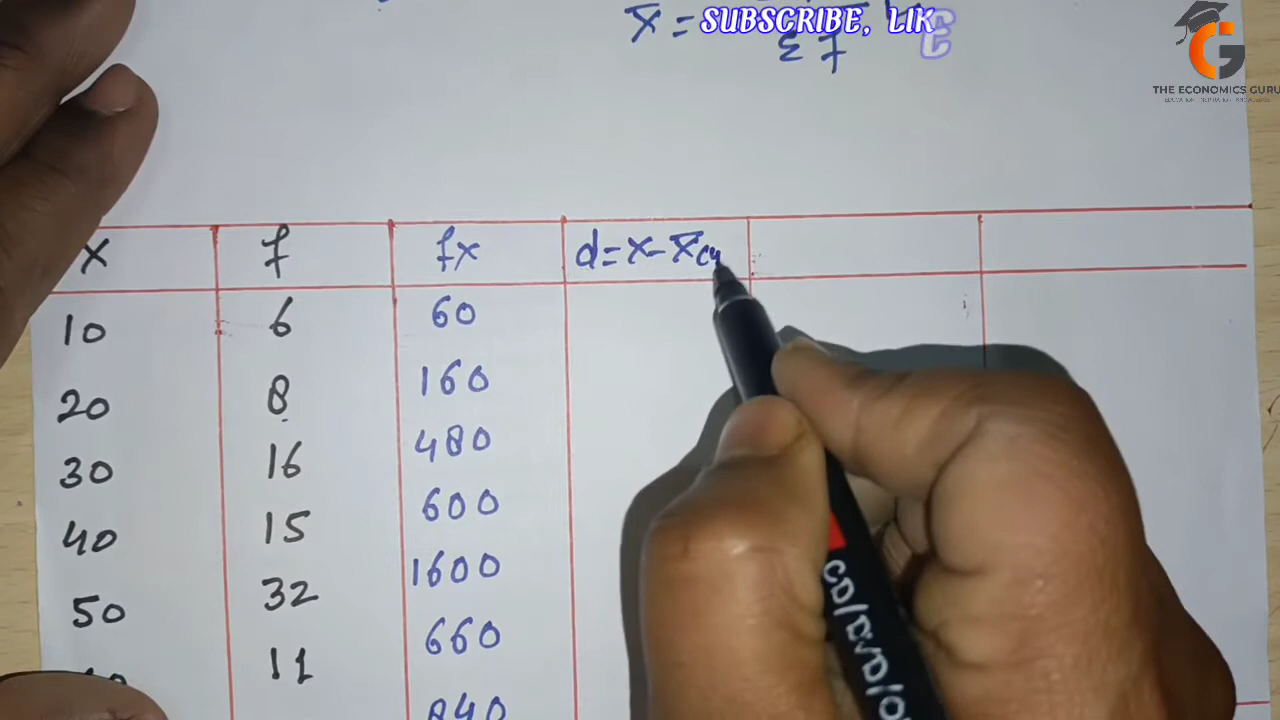 SUBSCRIBE, LIK
X̄ =
Σf
THE ECONOMICS GURU
X f fx d=x-x̄
10 6 60
20 8 160
30 16 480
40 15 600
50 32 1600
11 660
840